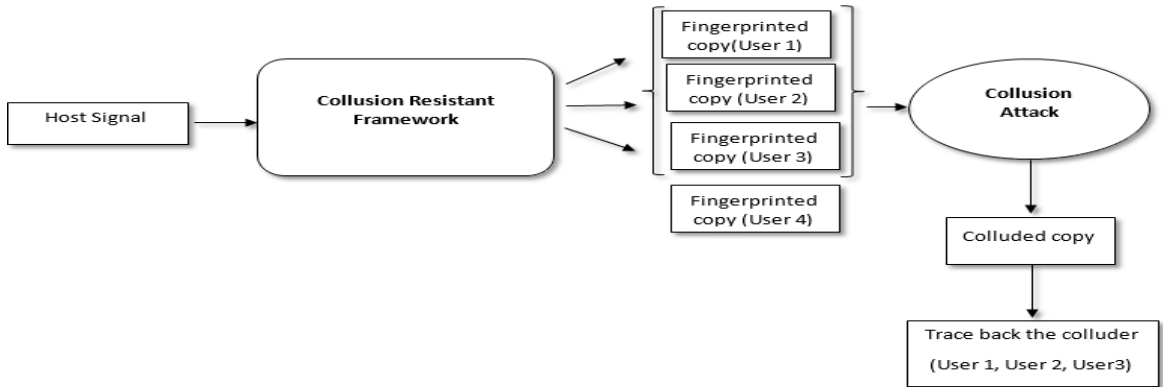 Host Signal
Collusion Resistant
Framework
Fingerprinted
copy(User 1)
Fingerprinted
copy (User 2)
Fingerprinted
copy (User 3)
Fingerprinted
copy (User 4)
Collusion
Attack
Colluded copy
Trace back the colluder
(User 1, User 2, User3)